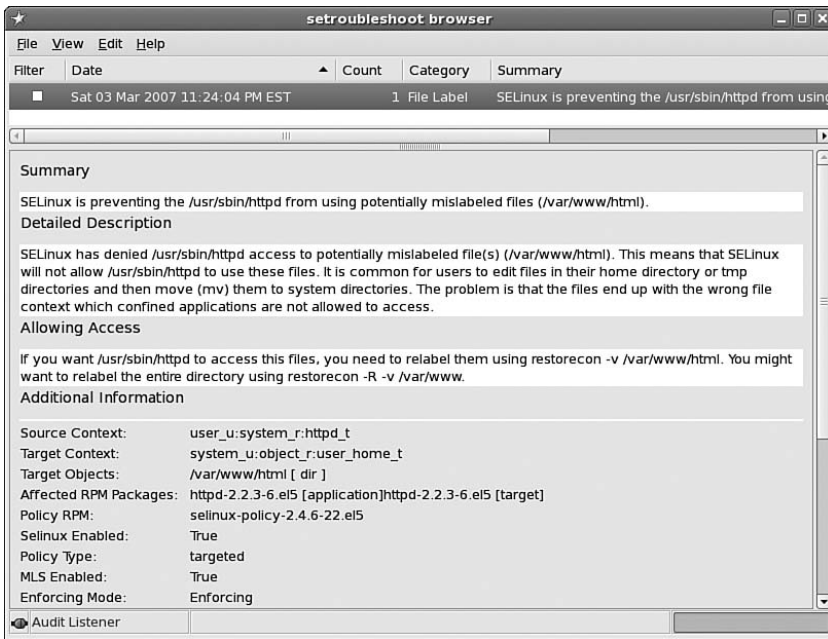 setroubleshoot browser
File View Edit Help
Filter Date Count Category Summary
Sat 03 Mar 2007 11:24:04 PM EST 1 File Label SELinux is preventing the /usr/sbin/httpd from using
Summary
SELinux is preventing the /usr/sbin/httpd from using potentially mislabeled files (/var/www/html).
Detailed Description
SELinux has denied /usr/sbin/httpd access to potentially mislabeled file(s) (/var/www/html). This means that SELinux
will not allow /usr/sbin/httpd to use these files. It is common for users to edit files in their home directory or tmp
directories and then move (mv) them to system directories. The problem is that the files end up with the wrong file
context which confined applications are not allowed to access.
Allowing Access
If you want /usr/sbin/httpd to access this files, you need to relabel them using restorecon -v /var/www/html. You might
want to relabel the entire directory using restorecon -R -v /var/www.
Additional Information
Source Context: user_u:system_r:httpd_t
Target Context: system_u:object_r:user_home_t
Target Objects: /var/www/html [ dir ]
Affected RPM Packages: httpd-2.2.3-6.el5 [application]httpd-2.2.3-6.el5 [target]
Policy RPM: selinux-policy-2.4.6-22.el5
Selinux Enabled: True
Policy Type: targeted
MLS Enabled: True
Enforcing Mode: Enforcing
Audit Listener